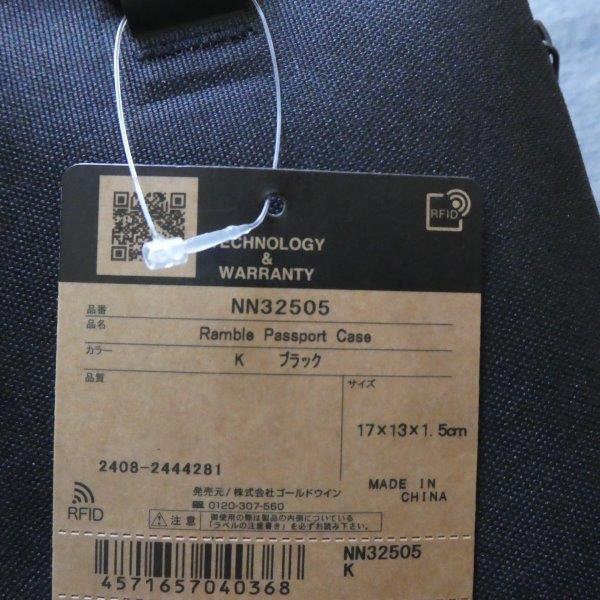 RFID
TECHNOLOGY
&
WARRANTY
品番 NN32505
品名 Ramble Passport Case
カラー K ブラック
品質
サイズ
17×13×1.5cm
2408-2444281
MADE IN
CHINA
RFID
発売元/株式会社ゴールドウイン
0120-307-560
注意 御使用の際は製品の内側についている
「ラベルの注意書き」を必ずお読み下さい。
NN32505
K
4571657040368